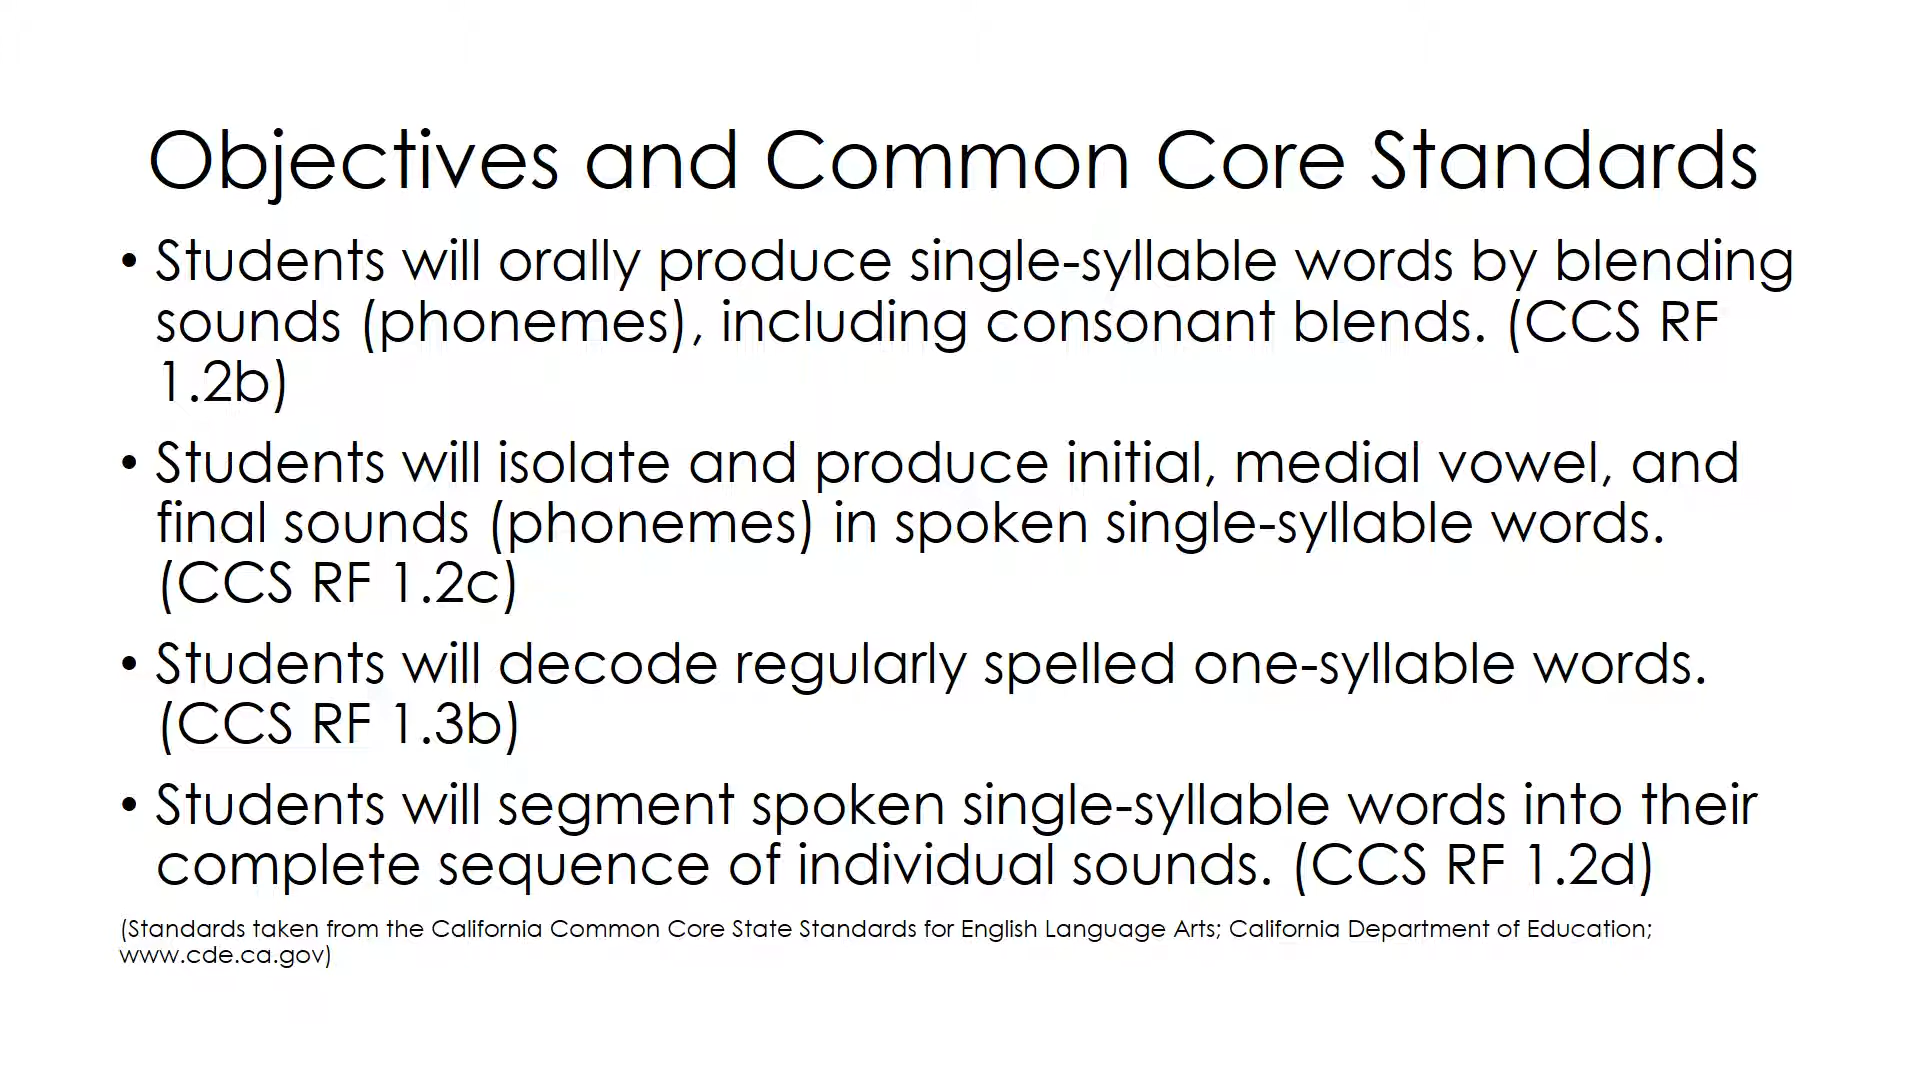 Objectives and Common Core Standards
• Students will orally produce single-syllable words by blending
sounds (phonemes), including consonant blends. (CCS RF
1.2b)
• Students will isolate and produce initial, medial vowel, and
final sounds (phonemes) in spoken single-syllable words.
(CCS RF 1.2c)
• Students will decode regularly spelled one-syllable words.
(CCS RF 1.3b)
• Students will segment spoken single-syllable words into their
complete sequence of individual sounds. (CCS RF 1.2d)
(Standards taken from the California Common Core State Standards for English Language Arts; California Department of Education;
www.cde.ca.gov)